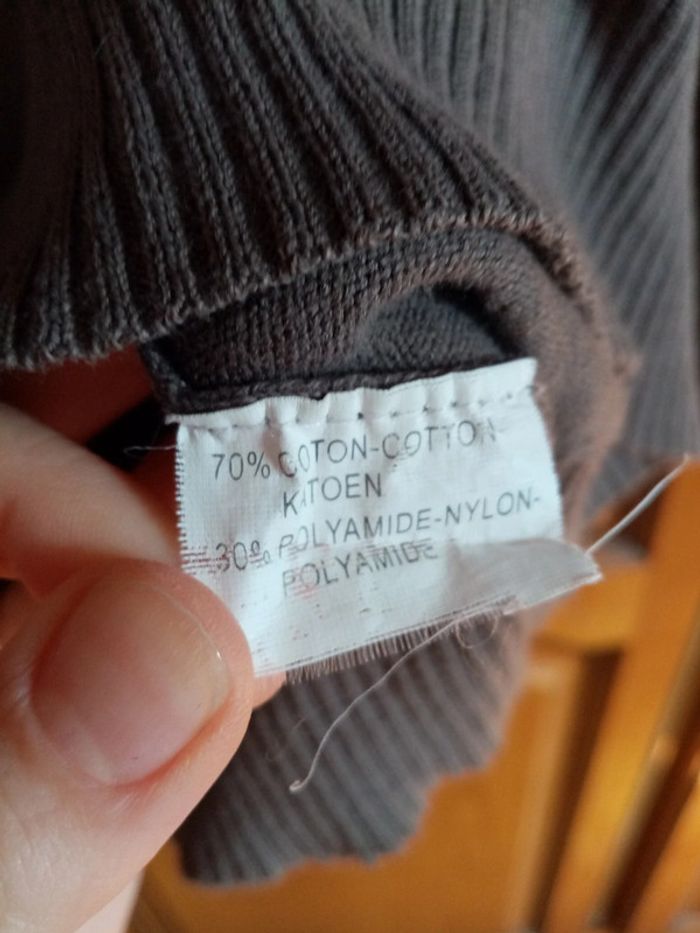 70% COTON-COTTON-
KATOEN
30% POLYAMIDE-NYLON-
POLYAMIDE